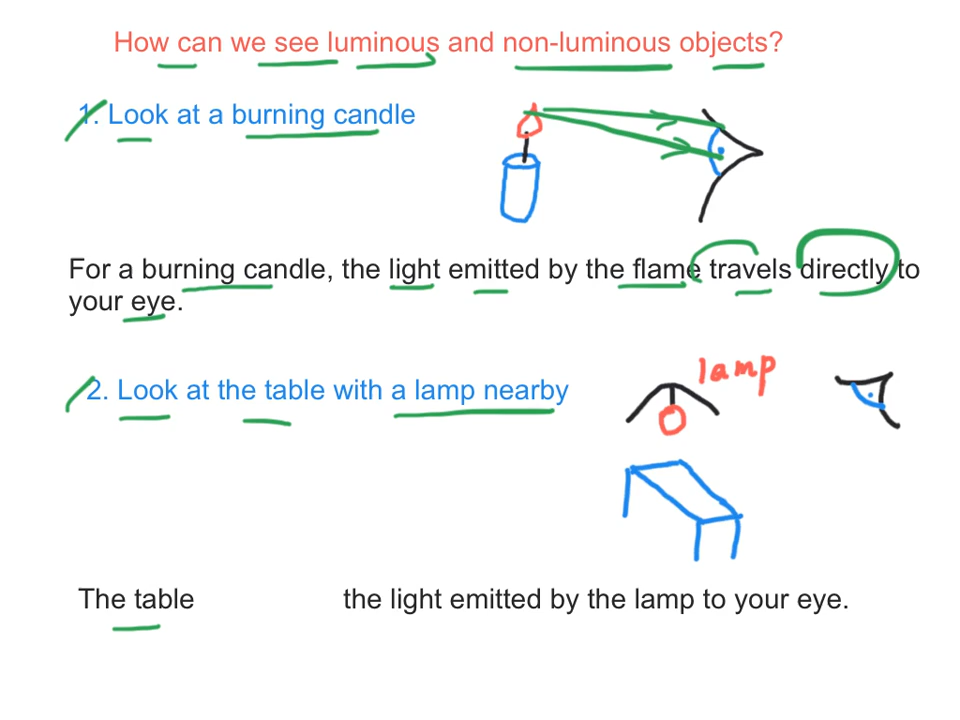 How can we see luminous and non-luminous objects?
1. Look at a burning candle
For a burning candle, the light emitted by the flame travels directly to
your eye.
2. Look at the table with a lamp nearby
lamp
The table the light emitted by the lamp to your eye.